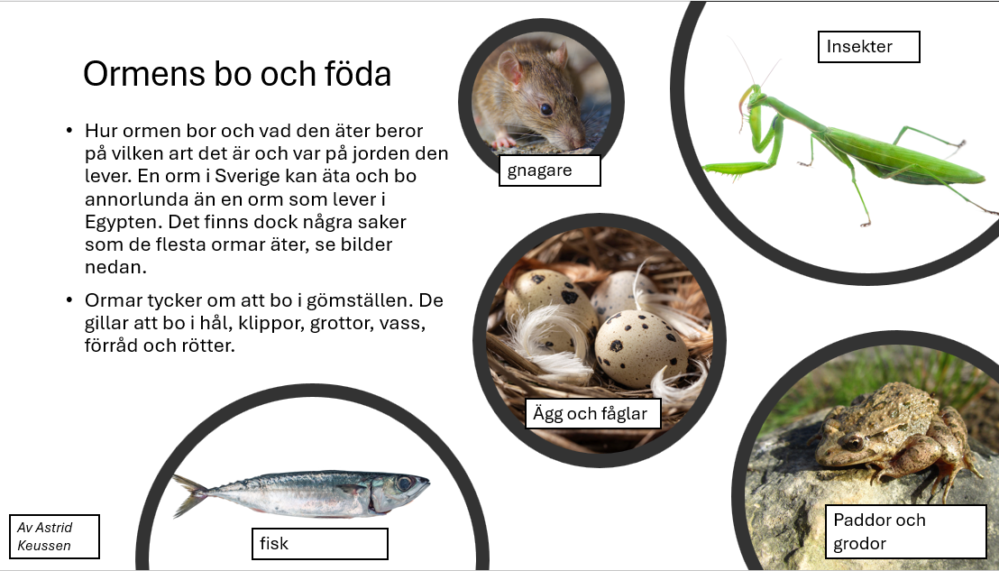 Ormens bo och föda
• Hur ormen bor och vad den äter beror
på vilken art det är och var på jorden den
lever. En orm i Sverige kan äta och bo
annorlunda än en orm som lever i
Egypten. Det finns dock några saker
som de flesta ormar äter, se bilder
nedan.
• Ormar tycker om att bo i gömställen. De
gillar att bo i hål, klippor, grottor, vass,
förråd och rötter.
gnagare
Insekter
Ägg och fåglar
Paddor och
grodor
fisk
Av Astrid
Keussen